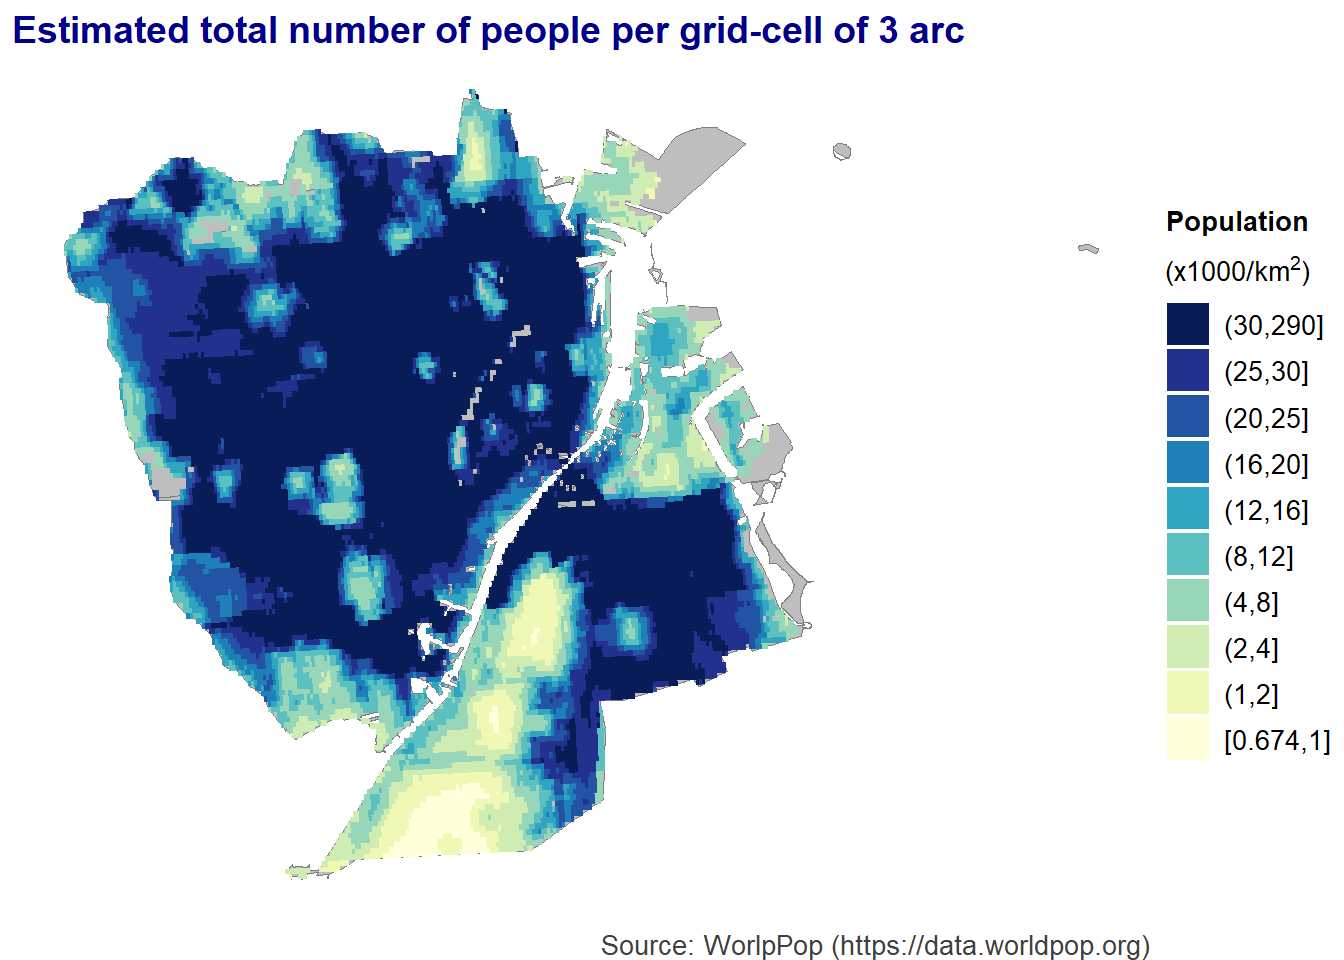 Estimated total number of people per grid-cell of 3 arc
Population
(x1000/km²)
(30,290]
(25,30]
(20,25]
(16,20]
(12,16]
(8,12]
(4,8]
(2,4]
(1,2]
[0.674,1]
Source: WorlpPop (https://data.worldpop.org)